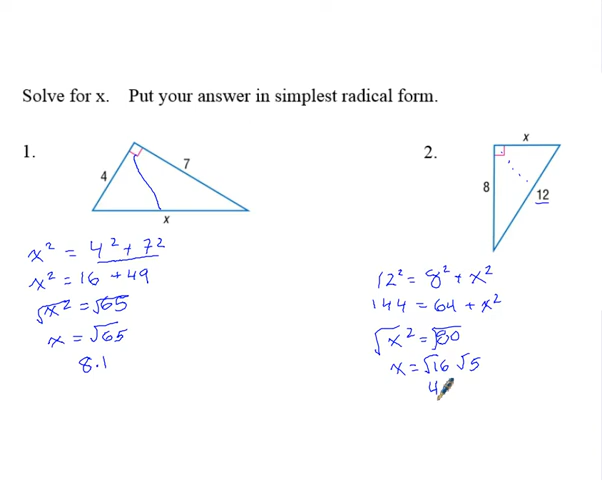 Solve for x. Put your answer in simplest radical form.
1.
4
7
x
x² = 4² + 7²
x² = 16 + 49
√x² = √65
x = √65
8.1
2.
x
8
12
12² = 8² + x²
144 = 64 + x²
√x² = √80
x = √16 √5
4